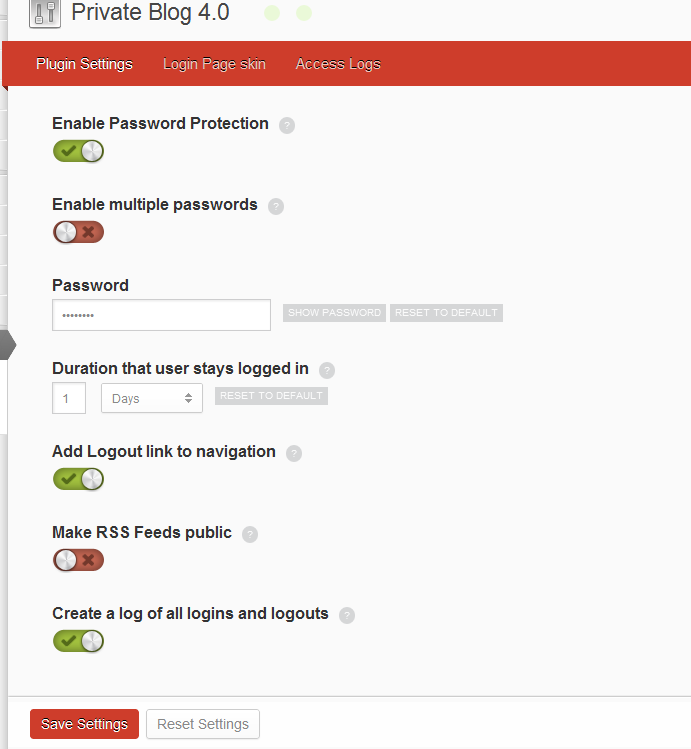 Private Blog 4.0
Plugin Settings Login Page skin Access Logs
Enable Password Protection ?
Enable multiple passwords ?
Password
•••••••• SHOW PASSWORD RESET TO DEFAULT
Duration that user stays logged in ?
1 Days RESET TO DEFAULT
Add Logout link to navigation ?
Make RSS Feeds public ?
Create a log of all logins and logouts ?
Save Settings Reset Settings